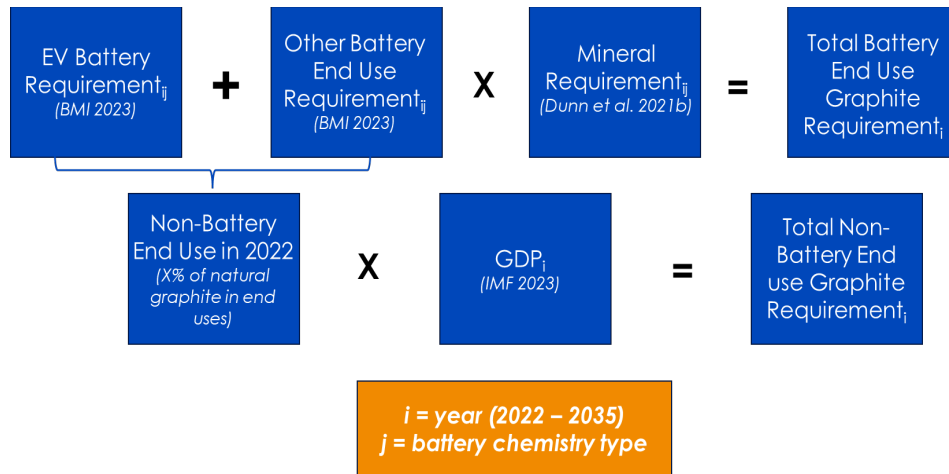 EV Battery
Requirementij
(BMI 2023)
+
Other Battery
End Use
Requirementij
(BMI 2023)
X
Mineral
Requirementij
(Dunn et al. 2021b)
=
Total Battery
End Use
Graphite
Requirementi
Non-Battery
End Use in 2022
(X% of natural
graphite in end
uses)
X
GDPi
(IMF 2023)
=
Total Non-
Battery End
use Graphite
Requirementi
i = year (2022 – 2035)
j = battery chemistry type